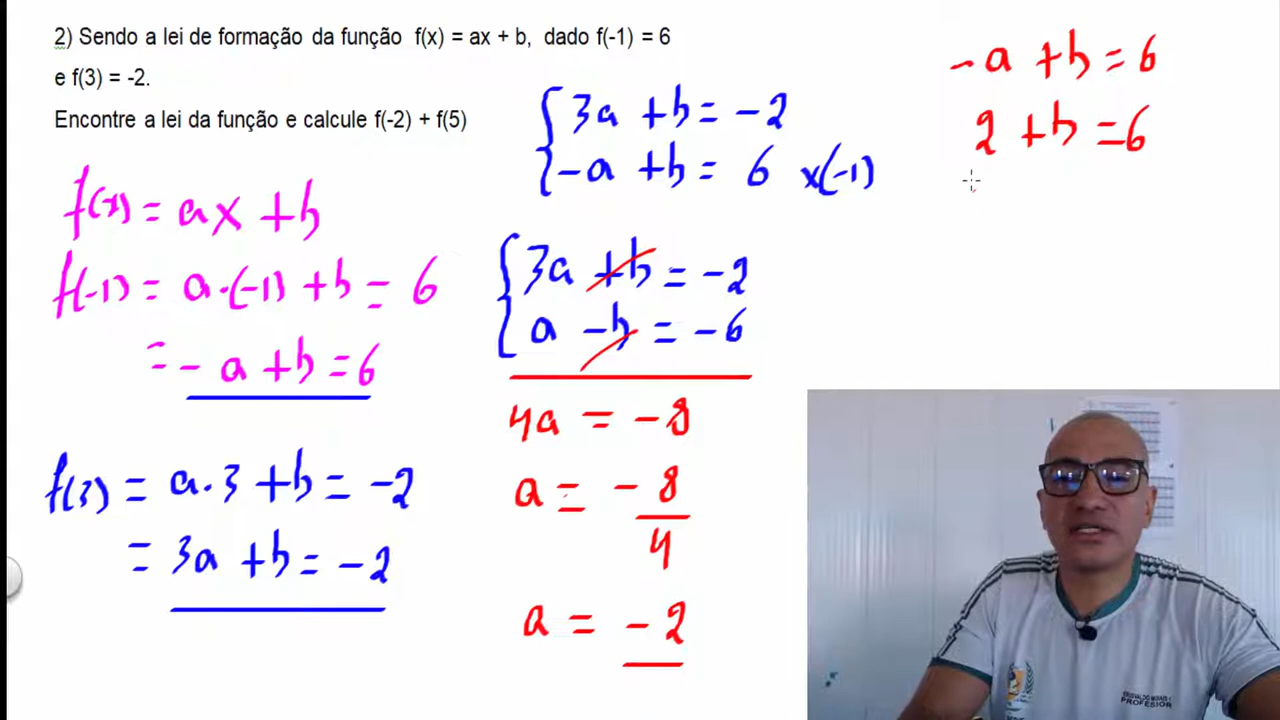 2) Sendo a lei de formação da função f(x) = ax + b, dado f(-1) = 6
e f(3) = -2.
Encontre a lei da função e calcule f(-2) + f(5)
f(x) = ax + b
f(-1) = a·(-1) + b = 6
= - a + b = 6
f(3) = a·3 + b = -2
= 3a + b = -2
3a + b = -2
-a + b = 6 x(-1)
3a + b = -2
a - b = -6
4a = -8
a = -8
4
a = -2
-a + b = 6
2 + b = 6
PROFESIOR